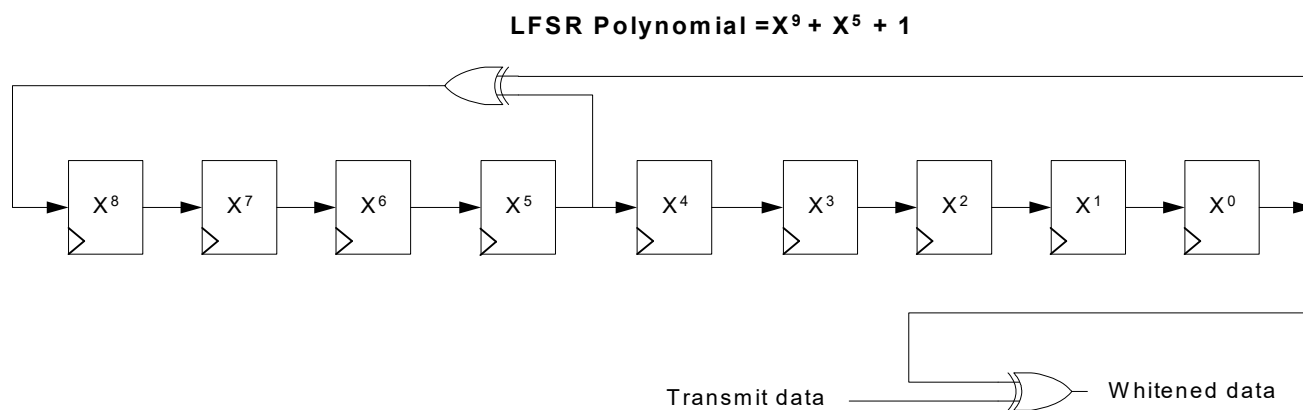 LFSR Polynomial =X⁹ + X⁵ + 1
X⁸ X⁷ X⁶ X⁵ X⁴ X³ X² X¹ X⁰
Transmit data Whitened data